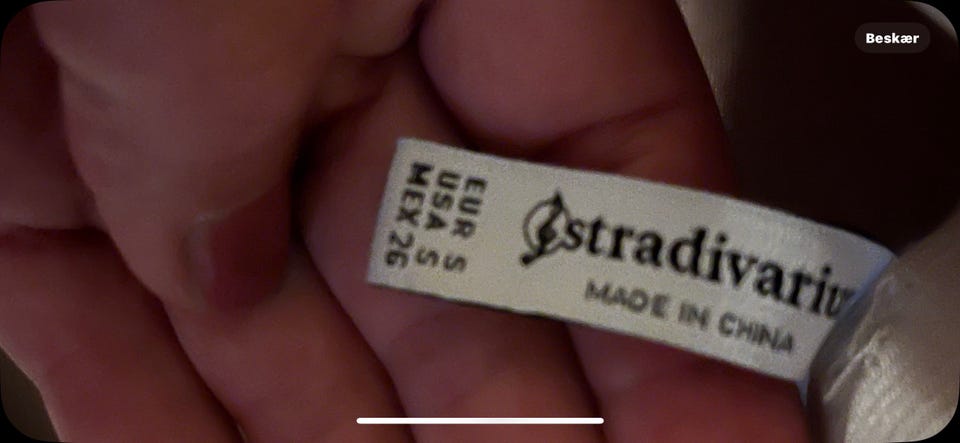 Beskær
EUR S
USA S
MEX 26
stradivariu
MADE IN CHINA